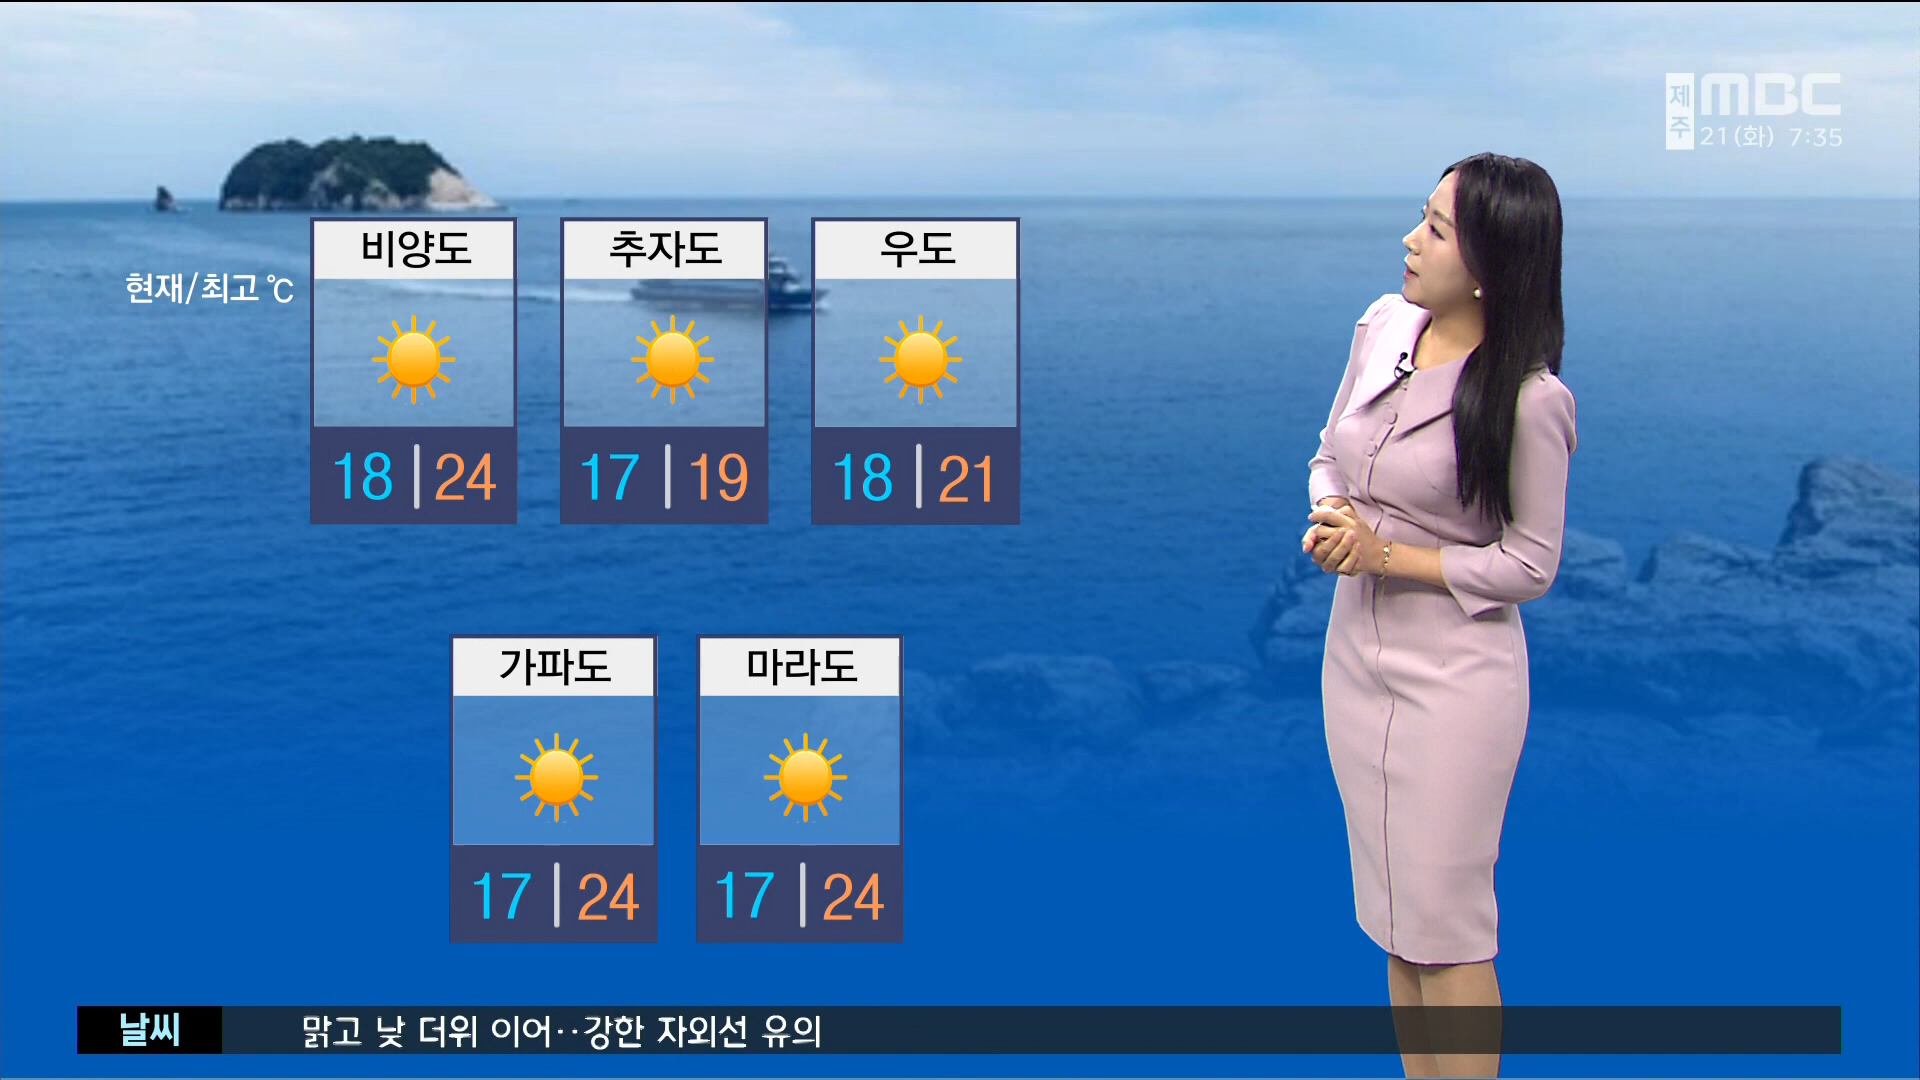 제주 MBC
21(화) 7:35
현재/최고 ℃
비양도 추자도 우도
18 24 17 19 18 21
가파도 마라도
17 24 17 24
날씨 맑고 낮 더위 이어··강한 자외선 유의